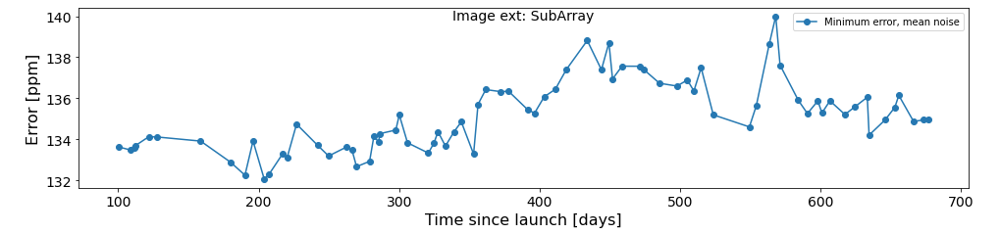 Image ext: SubArray
Minimum error, mean noise
Error [ppm]
140
138
136
134
132
100 200 300 400 500 600 700
Time since launch [days]